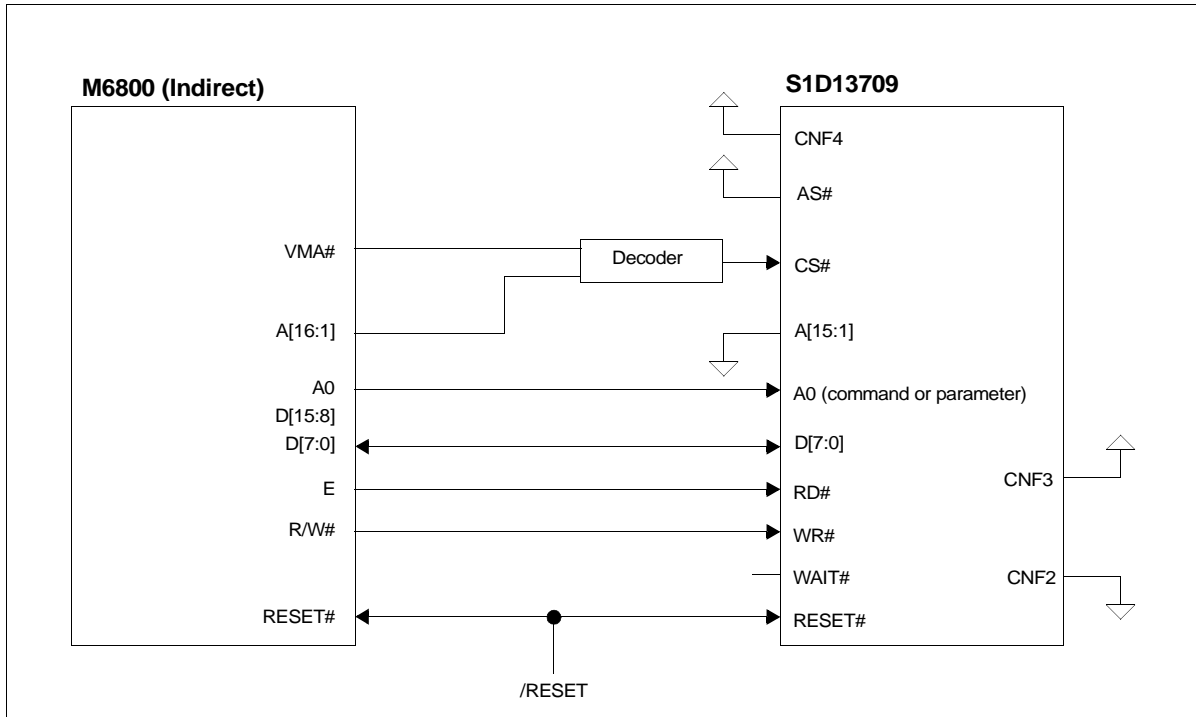 M6800 (Indirect)
VMA#
A[16:1]
A0
D[15:8]
D[7:0]
E
R/W#
RESET#
Decoder
/RESET
S1D13709
CNF4
AS#
CS#
A[15:1]
A0 (command or parameter)
D[7:0]
RD#
WR#
WAIT#
RESET#
CNF3
CNF2